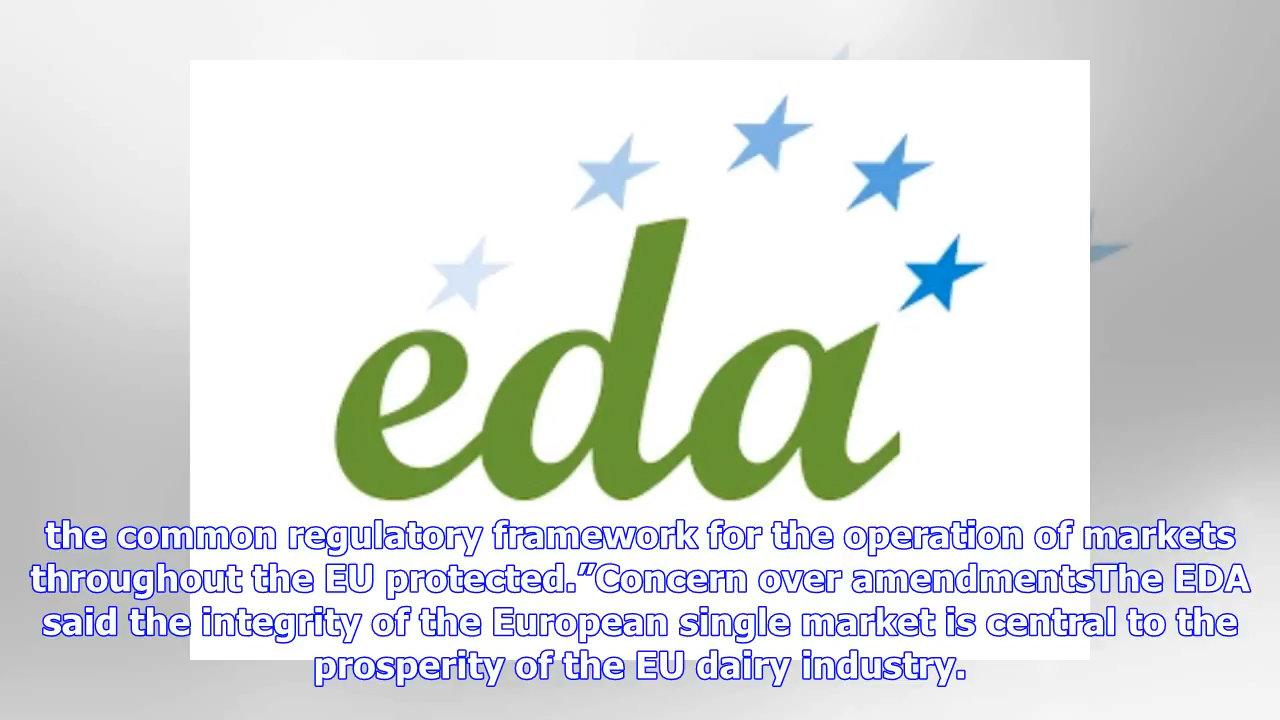 eda
the common regulatory framework for the operation of markets
throughout the EU protected.”Concern over amendmentsThe EDA
said the integrity of the European single market is central to the
prosperity of the EU dairy industry.